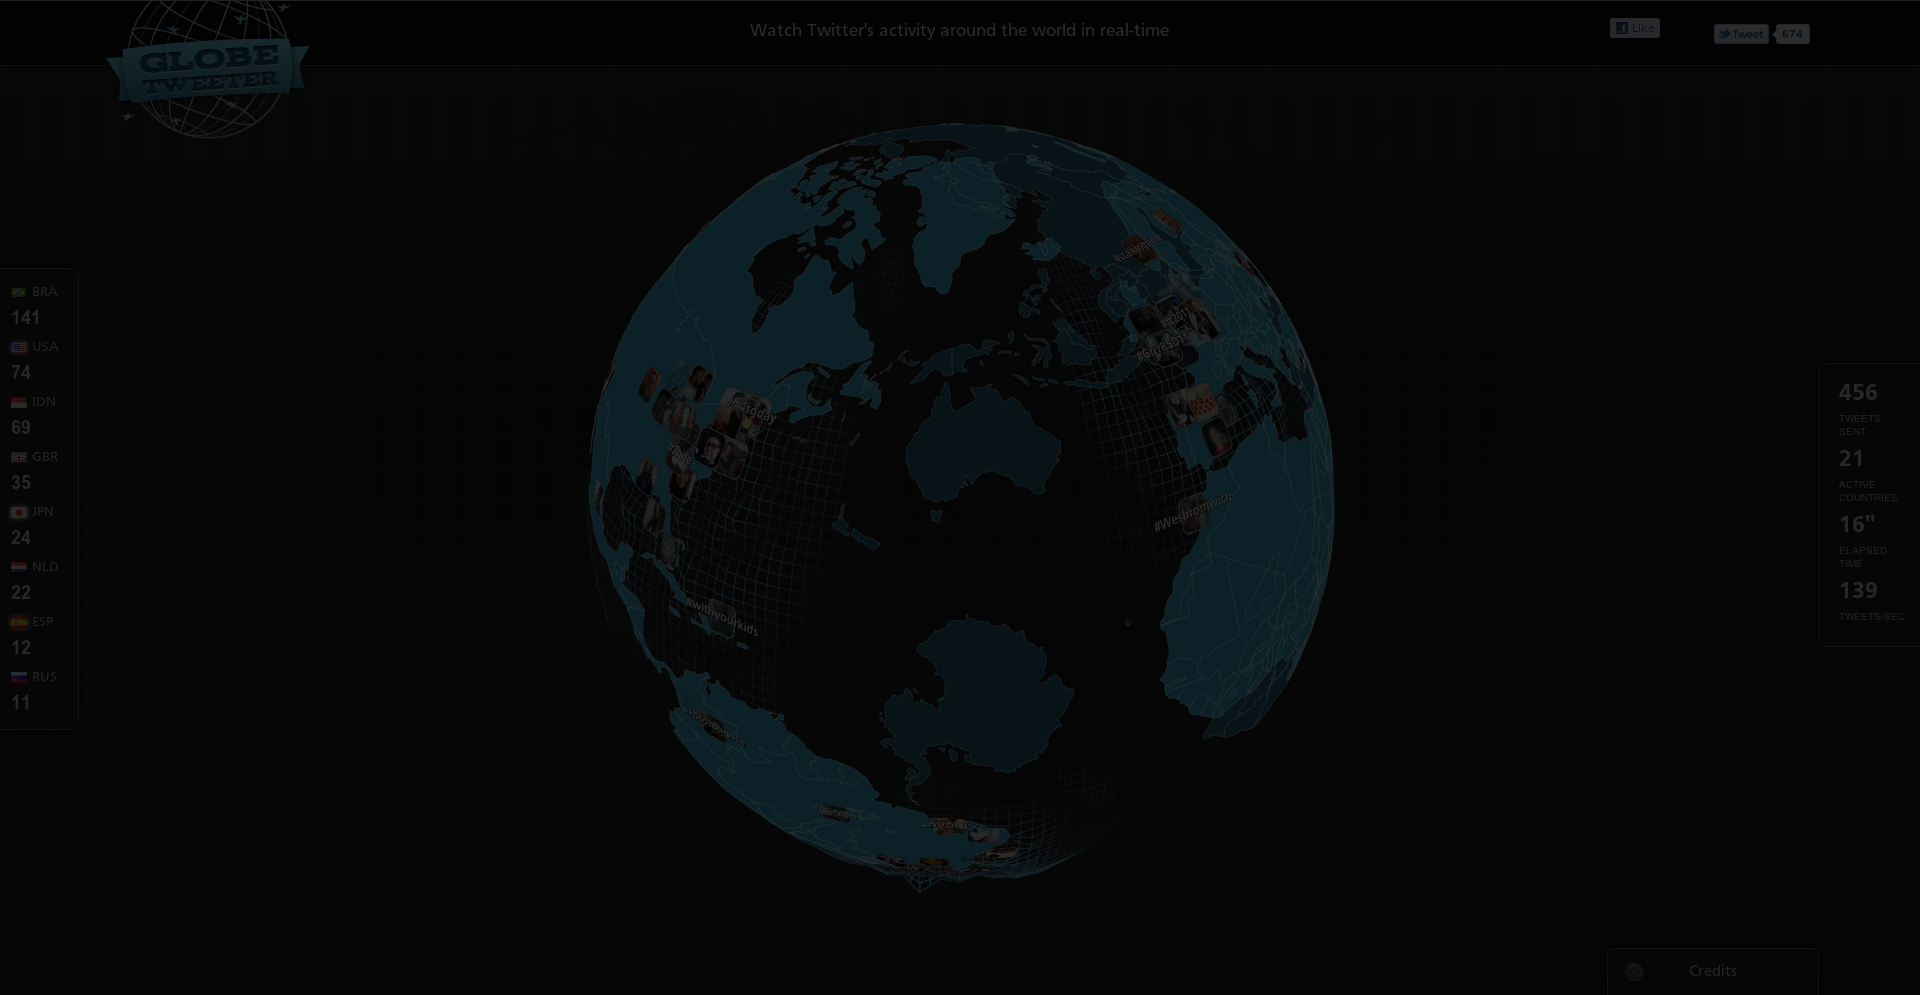 Watch Twitter's activity around the world in real-time
Like
Tweet
674
GLOBE
TWEETER
BRA
141
USA
74
IDN
69
GBR
35
JPN
24
NLD
22
ESP
12
RUS
11
#Wesbromwich
#withyourkids
456
TWEETS
SENT
21
ACTIVE
COUNTRIES
16"
ELAPSED
TIME
139
TWEETS/SEC
Credits